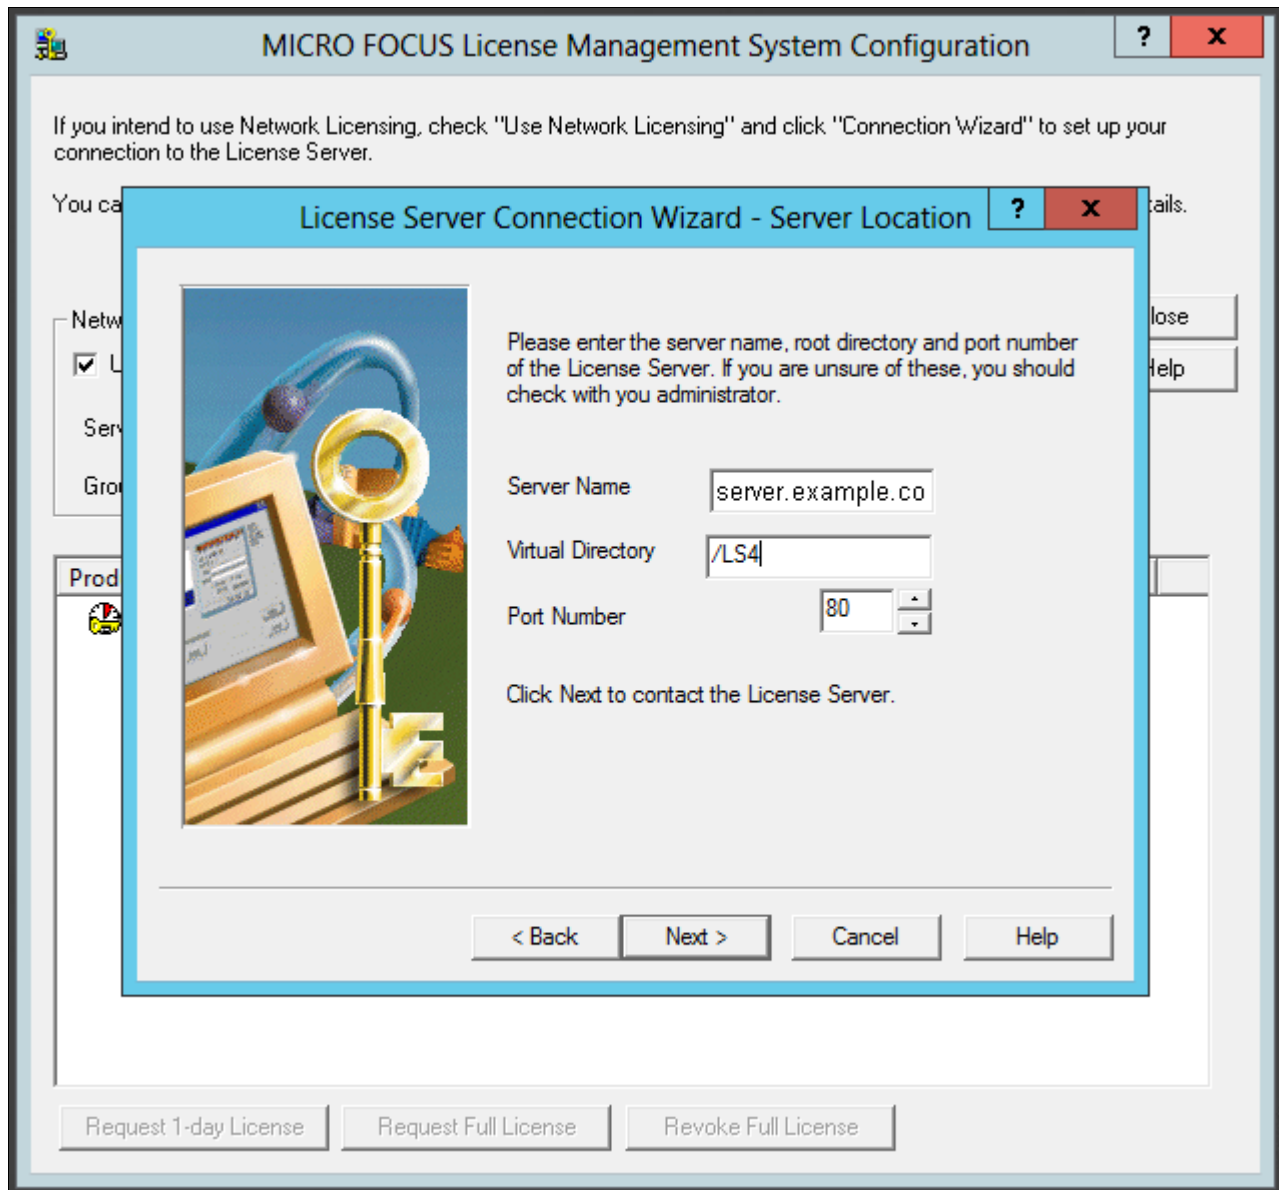 MICRO FOCUS License Management System Configuration
? X
If you intend to use Network Licensing, check "Use Network Licensing" and click "Connection Wizard" to set up your
connection to the License Server.
You ca
tails.
License Server Connection Wizard - Server Location
? X
Netw
lose
Help
Serv
Grou
Prod
Please enter the server name, root directory and port number
of the License Server. If you are unsure of these, you should
check with you administrator.
Server Name server.example.co
Virtual Directory /LS4
Port Number 80
Click Next to contact the License Server.
< Back Next > Cancel Help
Request 1-day License Request Full License Revoke Full License